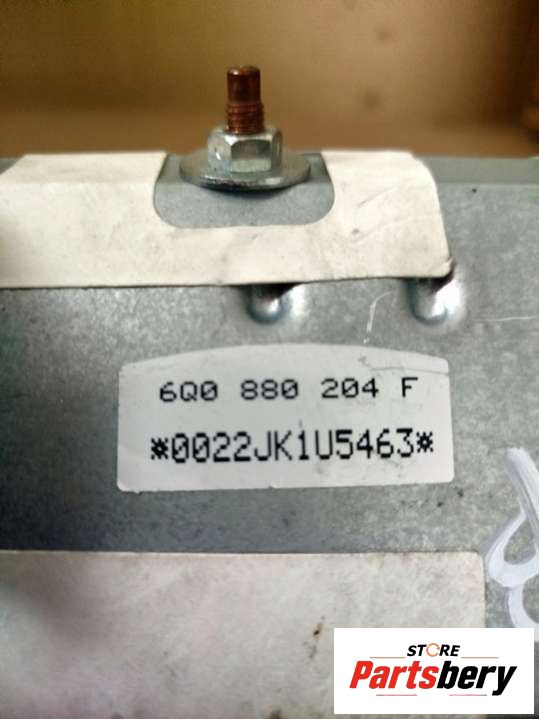 6Q0 880 204 F
*0022JK1U5463*
STORE
Partsbery